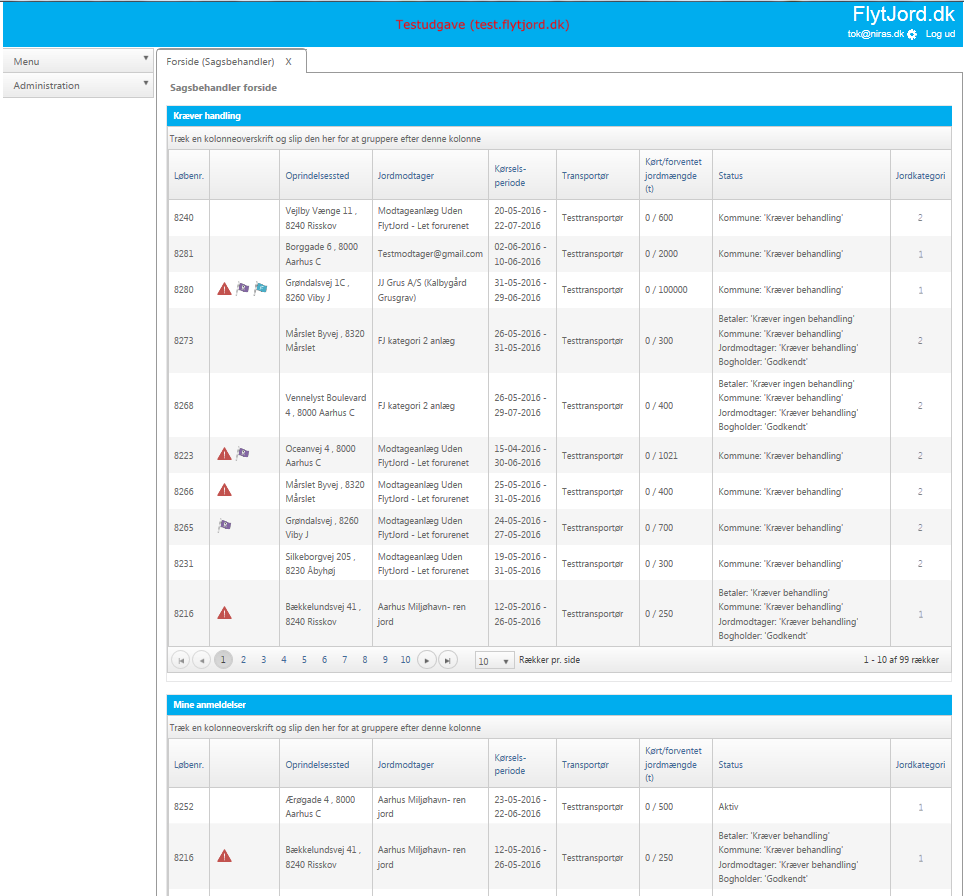 FlytJord.dk
Testudgave (test.flytjord.dk)
tok@niras.dk Log ud
Menu
Administration
Forside (Sagsbehandler) X
Sagsbehandler forside
Kræver handling
Træk en kolonneoverskrift og slip den her for at gruppere efter denne kolonne
Løbenr. Oprindelsessted Jordmodtager Kørsels-periode Transportør Kørt/forventet jordmængde (t) Status Jordkategori
8240 Vejlby Vænge 11 , 8240 Risskov Modtageanlæg Uden FlytJord - Let forurenet 20-05-2016 - 22-07-2016 Testtransportør 0 / 600 Kommune: 'Kræver behandling' 2
8281 Borggade 6 , 8000 Aarhus C Testmodtager@gmail.com 02-06-2016 - 10-06-2016 Testtransportør 0 / 2000 Kommune: 'Kræver behandling' 1
8280 Grøndalsvej 1C , 8260 Viby J JJ Grus A/S (Kalbygård Grusgrav) 31-05-2016 - 29-06-2016 Testtransportør 0 / 100000 Kommune: 'Kræver behandling' 1
8273 Mårslet Byvej , 8320 Mårslet FJ kategori 2 anlæg 26-05-2016 - 31-05-2016 Testtransportør 0 / 300 Betaler: 'Kræver ingen behandling' Kommune: 'Kræver behandling' Jordmodtager: 'Kræver behandling' Bogholder: 'Godkendt' 2
8268 Vennelyst Boulevard 4 , 8000 Aarhus C FJ kategori 2 anlæg 26-05-2016 - 29-07-2016 Testtransportør 0 / 400 Betaler: 'Kræver ingen behandling' Kommune: 'Kræver behandling' Jordmodtager: 'Kræver behandling' Bogholder: 'Godkendt' 2
8223 Oceanvej 4 , 8000 Aarhus C Modtageanlæg Uden FlytJord - Let forurenet 15-04-2016 - 30-06-2016 Testtransportør 0 / 1021 Kommune: 'Kræver behandling' 2
8266 Mårslet Byvej , 8320 Mårslet Modtageanlæg Uden FlytJord - Let forurenet 25-05-2016 - 31-05-2016 Testtransportør 0 / 400 Kommune: 'Kræver behandling' 2
8265 Grøndalsvej , 8260 Viby J Modtageanlæg Uden FlytJord - Let forurenet 24-05-2016 - 27-05-2016 Testtransportør 0 / 700 Kommune: 'Kræver behandling' 2
8231 Silkeborgvej 205 , 8230 Åbyhøj Modtageanlæg Uden FlytJord - Let forurenet 19-05-2016 - 31-05-2016 Testtransportør 0 / 300 Kommune: 'Kræver behandling' 2
8216 Bækkelundsvej 41 , 8240 Risskov Aarhus Miljøhavn- ren jord 12-05-2016 - 26-05-2016 Testtransportør 0 / 250 Betaler: 'Kræver behandling' Kommune: 'Kræver behandling' Jordmodtager: 'Kræver behandling' Bogholder: 'Godkendt' 1
1 2 3 4 5 6 7 8 9 10 10 Rækker pr. side 1 - 10 af 99 rækker
Mine anmeldelser
Træk en kolonneoverskrift og slip den her for at gruppere efter denne kolonne
Løbenr. Oprindelsessted Jordmodtager Kørsels-periode Transportør Kørt/forventet jordmængde (t) Status Jordkategori
8252 Ærøgade 4 , 8000 Aarhus C Aarhus Miljøhavn- ren jord 23-05-2016 - 22-06-2016 Testtransportør 0 / 500 Aktiv 1
8216 Bækkelundsvej 41 , 8240 Risskov Aarhus Miljøhavn- ren jord 12-05-2016 - 26-05-2016 Testtransportør 0 / 250 Betaler: 'Kræver behandling' Kommune: 'Kræver behandling' Jordmodtager: 'Kræver behandling' Bogholder: 'Godkendt' 1